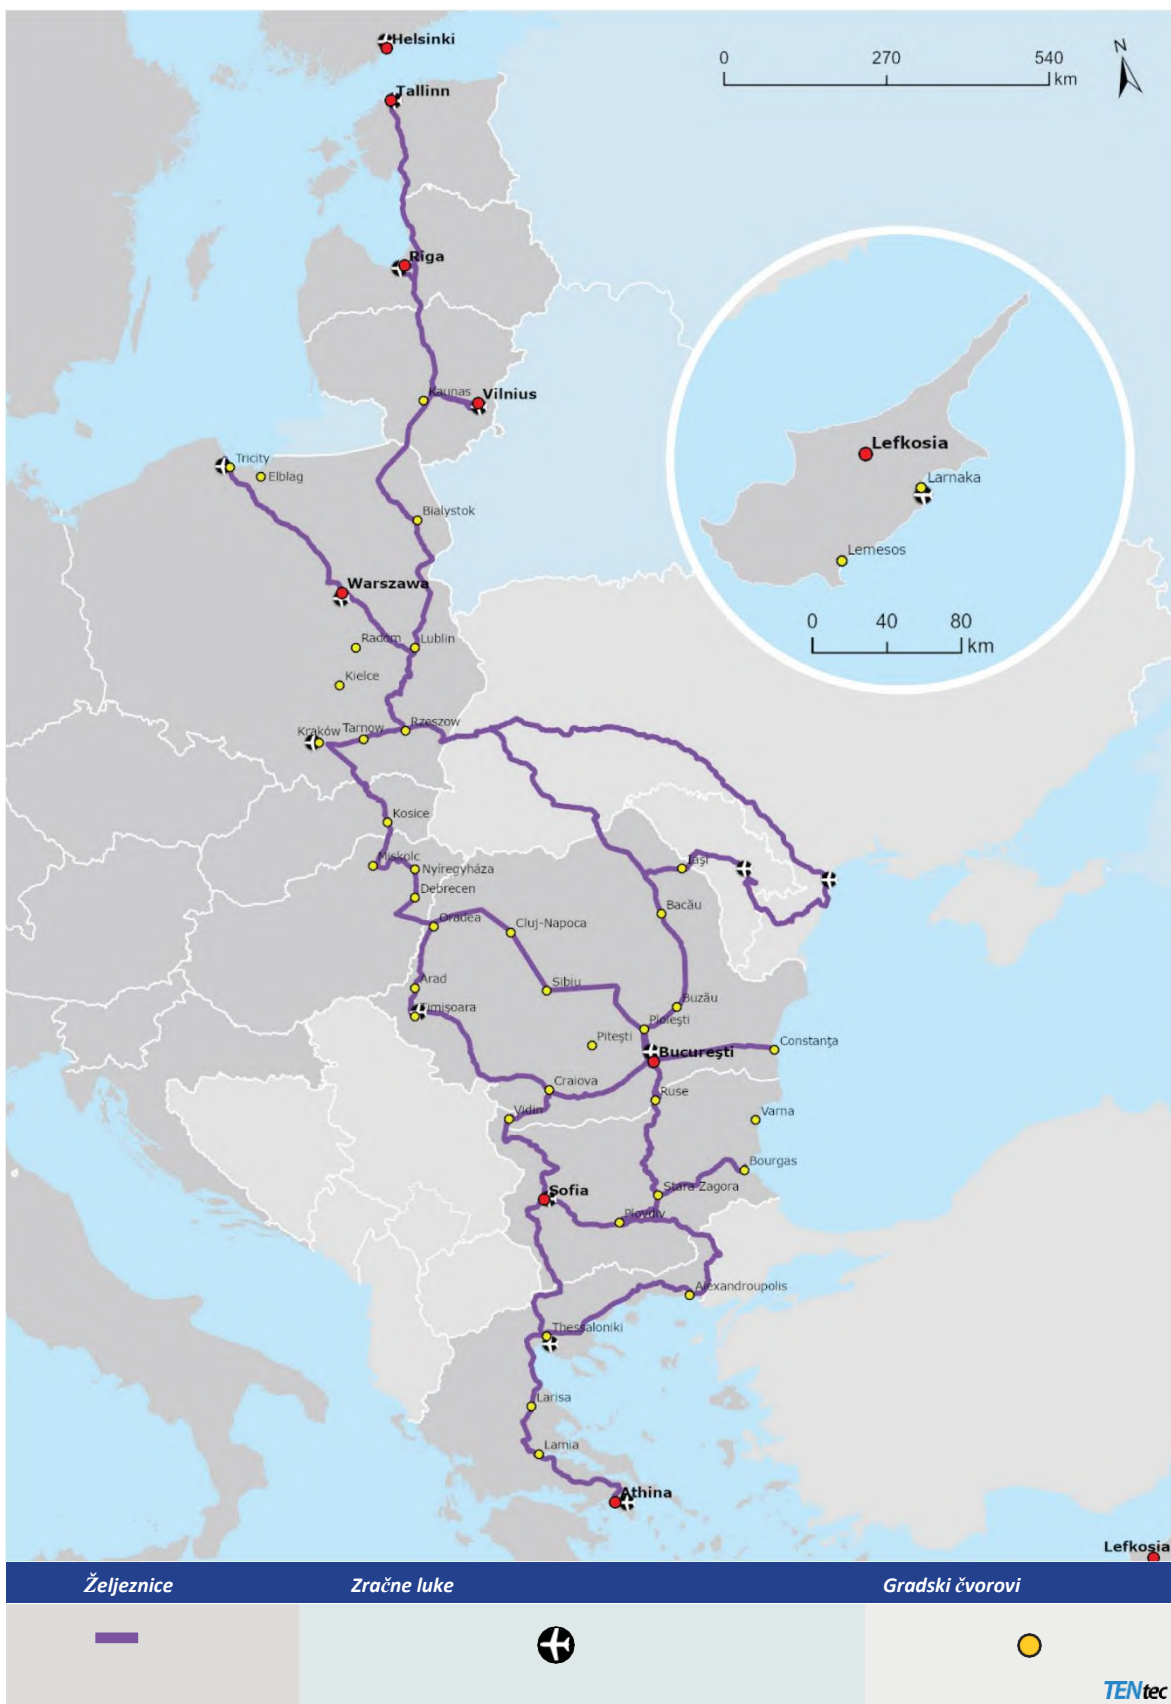 Helsinki
N
0 270 540
km
Tallinn
Rīga
Kaunas
Vilnius
Lefkosia
Larnaka
Lemesos
0 40 80
km
Tricity
Elblag
Bialystok
Warszawa
Radom
Lublin
Kielce
Rzeszow
Kraków
Tarnow
Kosice
Miskolc
Nyíregyháza
Debrecen
Iaşi
Bacău
Oradea
Cluj-Napoca
Arad
Sibiu
Timişoara
Buzău
Ploieşti
Piteşti
Bucureşti
Constanţa
Craiova
Ruse
Vidin
Varna
Bourgas
Sofia
Stara Zagora
Plovdiv
Alexandroupolis
Thessaloniki
Larisa
Lamia
Athina
Lefkosia
Željeznice Zračne luke Gradski čvorovi
TENtec